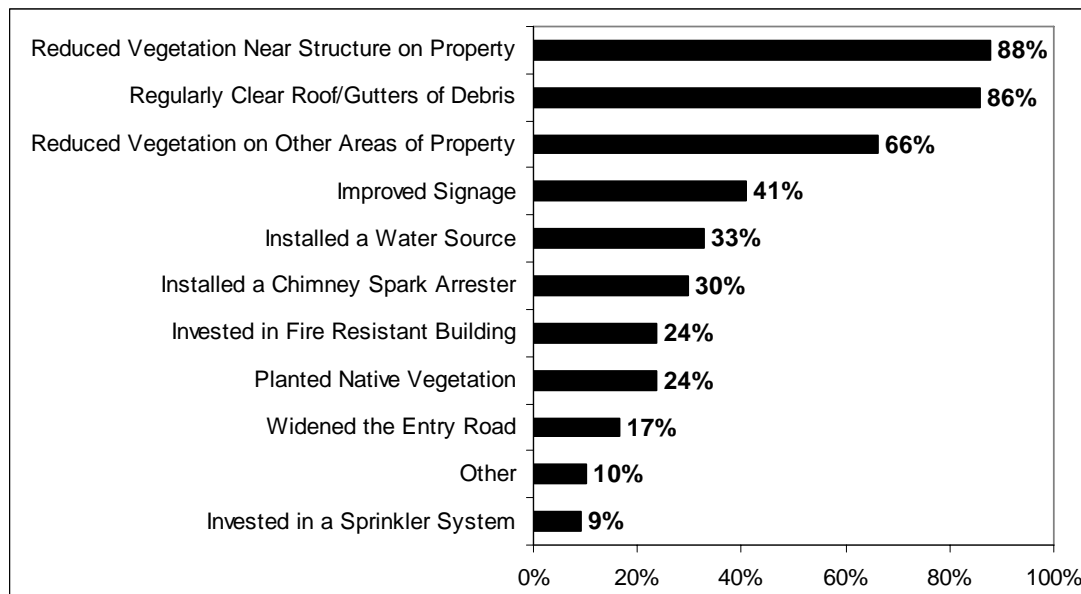 Reduced Vegetation Near Structure on Property 88%
Regularly Clear Roof/Gutters of Debris 86%
Reduced Vegetation on Other Areas of Property 66%
Improved Signage 41%
Installed a Water Source 33%
Installed a Chimney Spark Arrester 30%
Invested in Fire Resistant Building 24%
Planted Native Vegetation 24%
Widened the Entry Road 17%
Other 10%
Invested in a Sprinkler System 9%
0% 20% 40% 60% 80% 100%